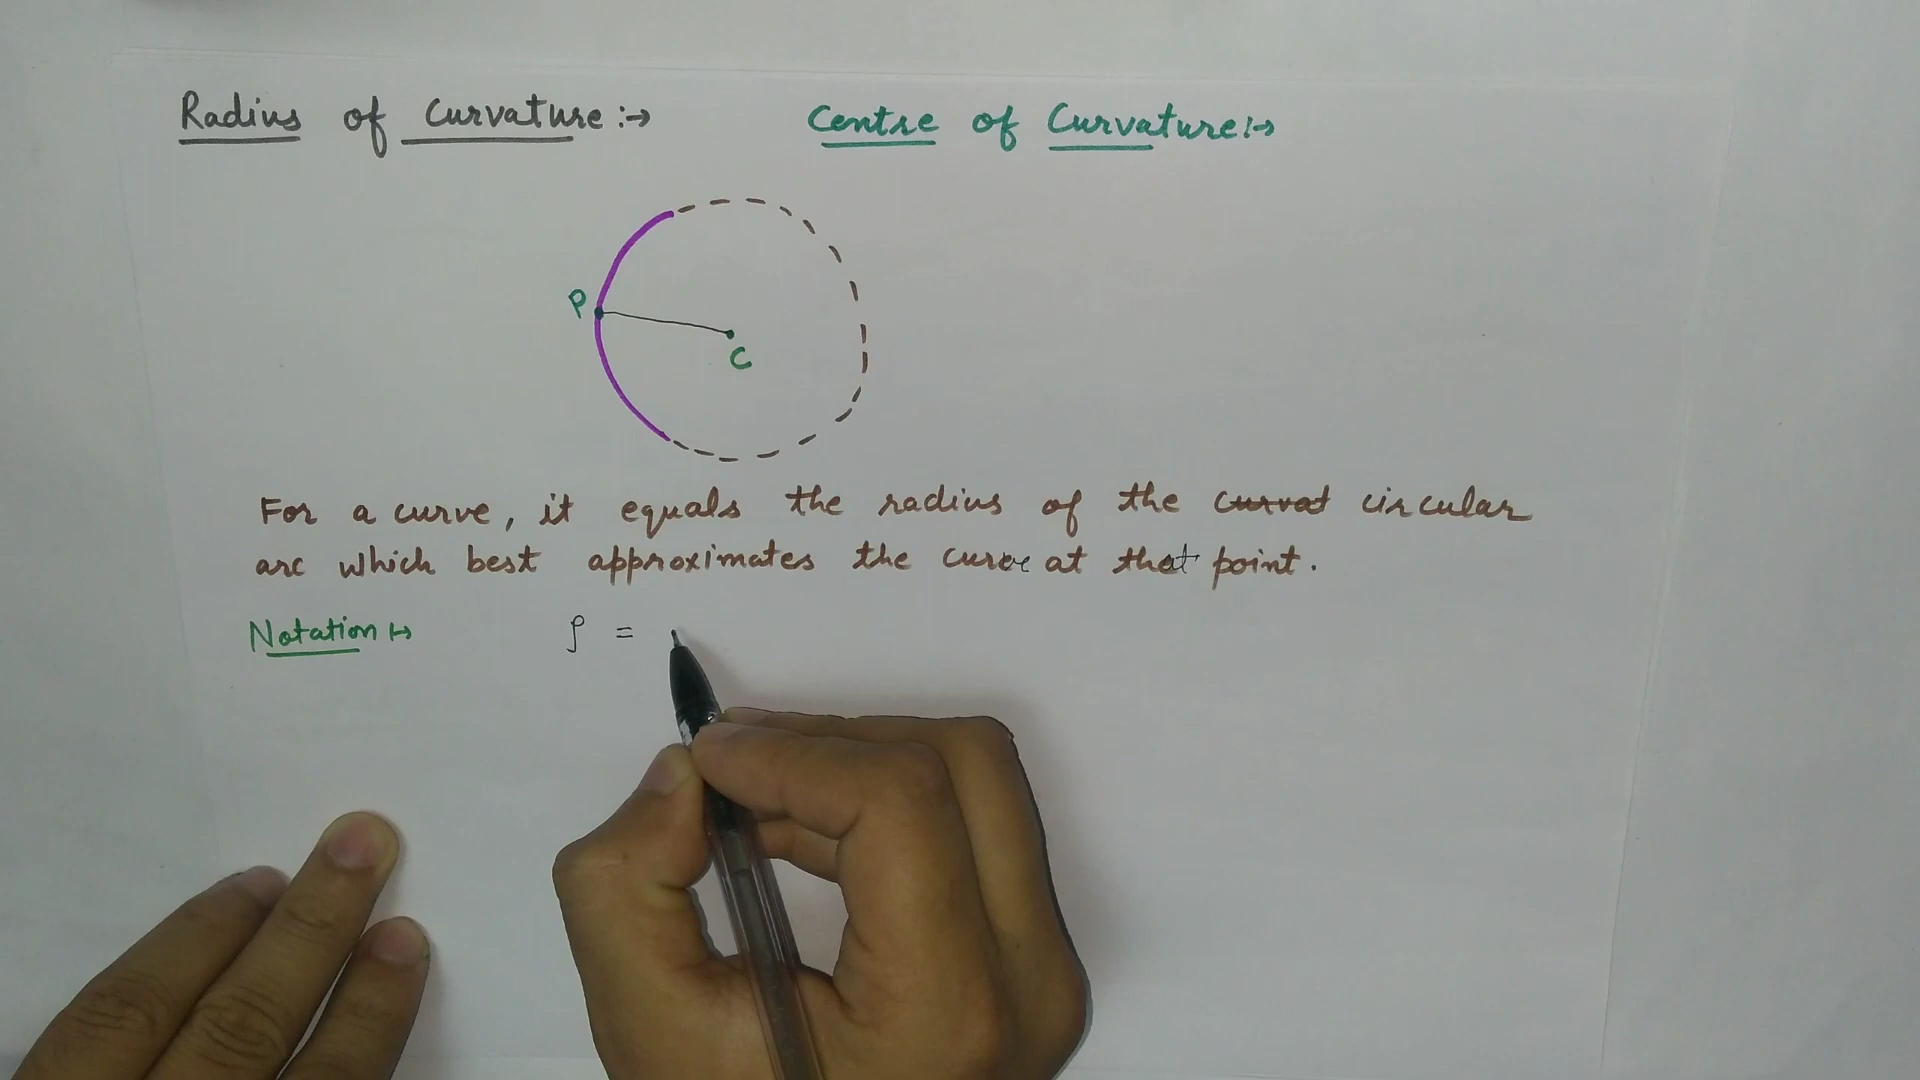 Radius of Curvature:→ Centre of Curvature:→
P
C
For a curve, it equals the radius of the curvat circular
arc which best approximates the curve at that point.
Notation :→ ρ =